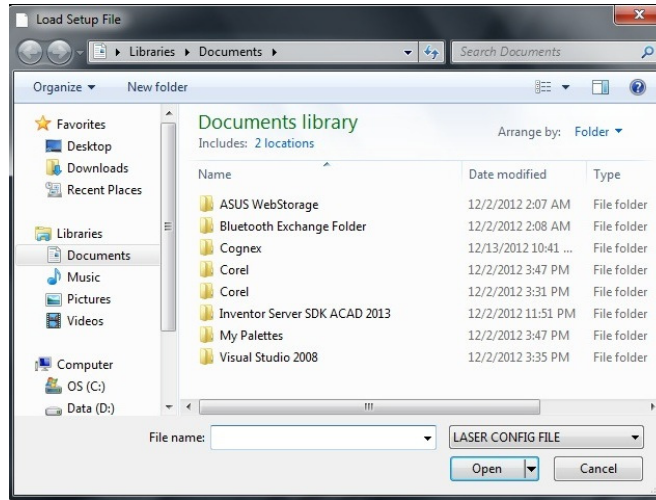 Load Setup File
Libraries Documents
Search Documents
Organize New folder
Favorites
Desktop
Downloads
Recent Places
Libraries
Documents
Music
Pictures
Videos
Computer
OS (C:)
Data (D:)
Documents library
Includes: 2 locations
Arrange by: Folder
Name Date modified Type
ASUS WebStorage 12/2/2012 2:07 AM File folder
Bluetooth Exchange Folder 12/2/2012 2:08 AM File folder
Cognex 12/13/2012 10:41 ... File folder
Corel 12/2/2012 3:47 PM File folder
Corel 12/2/2012 3:31 PM File folder
Inventor Server SDK ACAD 2013 12/2/2012 11:51 PM File folder
My Palettes 12/2/2012 3:47 PM File folder
Visual Studio 2008 12/2/2012 3:35 PM File folder
File name:
LASER CONFIG FILE
Open Cancel